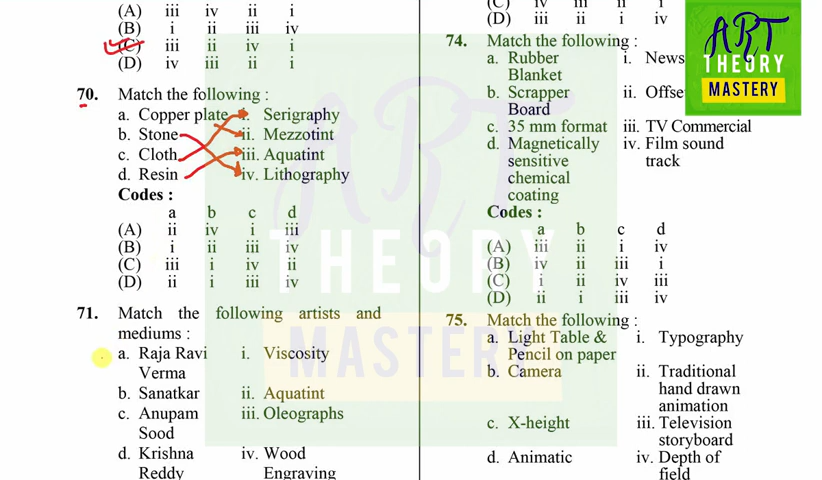 (A) iii iv ii i
(B) i ii iii iv
(C) iii ii iv i
(D) iv iii ii i
70. Match the following :
a. Copper plate i. Serigraphy
b. Stone ii. Mezzotint
c. Cloth iii. Aquatint
d. Resin iv. Lithography
Codes :
a b c d
(A) ii iv i iii
(B) i ii iii iv
(C) iii i iv ii
(D) ii i iii iv
71. Match the following artists and
mediums :
a. Raja Ravi i. Viscosity
Verma
b. Sanatkar ii. Aquatint
c. Anupam iii. Oleographs
Sood
d. Krishna iv. Wood
Reddy Engraving
(C) iv iii ii i
(D) iii ii i iv
74. Match the following :
a. Rubber i. News
Blanket
b. Scrapper ii. Offse
Board
c. 35 mm format iii. TV Commercial
d. Magnetically iv. Film sound
sensitive track
chemical
coating
Codes :
a b c d
(A) iii ii i iv
(B) iv ii iii i
(C) i ii iv iii
(D) ii i iii iv
75. Match the following :
a. Light Table & i. Typography
Pencil on paper
b. Camera ii. Traditional
hand drawn
animation
c. X-height iii. Television
storyboard
d. Animatic iv. Depth of
field
ART
THEORY
MASTERY
ART
THEORY
MASTERY